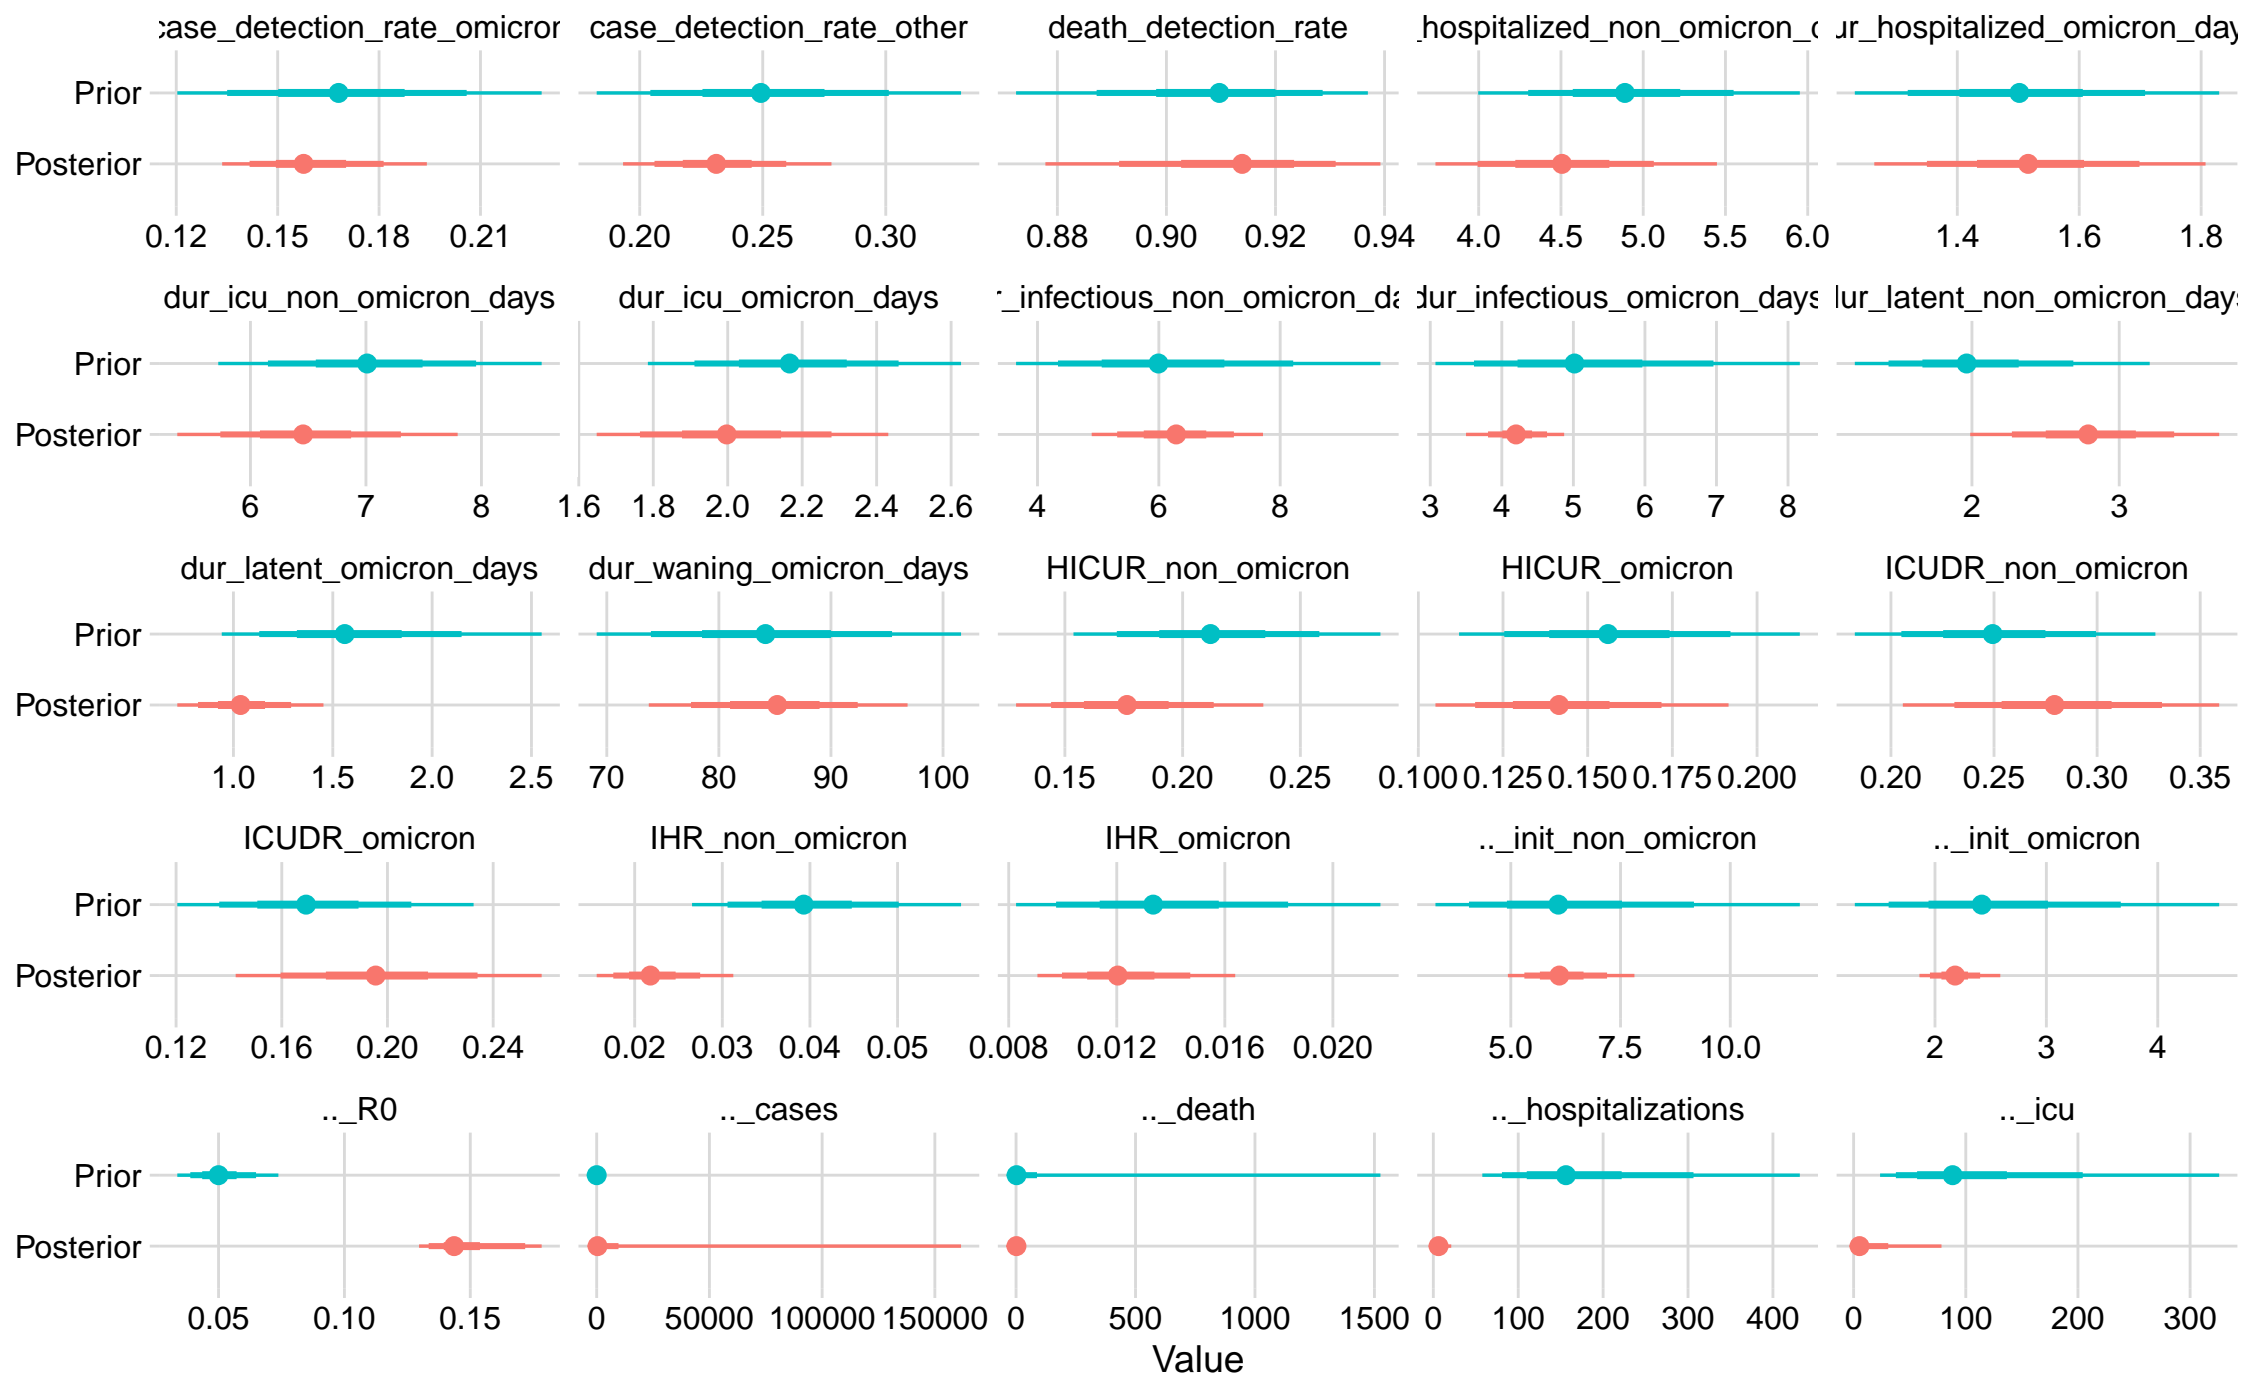 case_detection_rate_omicron case_detection_rate_other death_detection_rate _hospitalized_non_omicron_ ur_hospitalized_omicron_day
Prior
Posterior
0.12 0.15 0.18 0.21 0.20 0.25 0.30 0.88 0.90 0.92 0.94 4.0 4.5 5.0 5.5 6.0 1.4 1.6 1.8
dur_icu_non_omicron_days dur_icu_omicron_days r_infectious_non_omicron_da dur_infectious_omicron_days dur_latent_non_omicron_days
Prior
Posterior
6 7 8 1.6 1.8 2.0 2.2 2.4 2.6 4 6 8 3 4 5 6 7 8 2 3
dur_latent_omicron_days dur_waning_omicron_days HICUR_non_omicron HICUR_omicron ICUDR_non_omicron
Prior
Posterior
1.0 1.5 2.0 2.5 70 80 90 100 0.15 0.20 0.25 0.100 0.125 0.150 0.175 0.200 0.20 0.25 0.30 0.35
ICUDR_omicron IHR_non_omicron IHR_omicron .._init_non_omicron .._init_omicron
Prior
Posterior
0.12 0.16 0.20 0.24 0.02 0.03 0.04 0.05 0.008 0.012 0.016 0.020 5.0 7.5 10.0 2 3 4
.._R0 .._cases .._death .._hospitalizations .._icu
Prior
Posterior
0.05 0.10 0.15 0 50000 100000 150000 0 500 1000 1500 0 100 200 300 400 0 100 200 300
Value